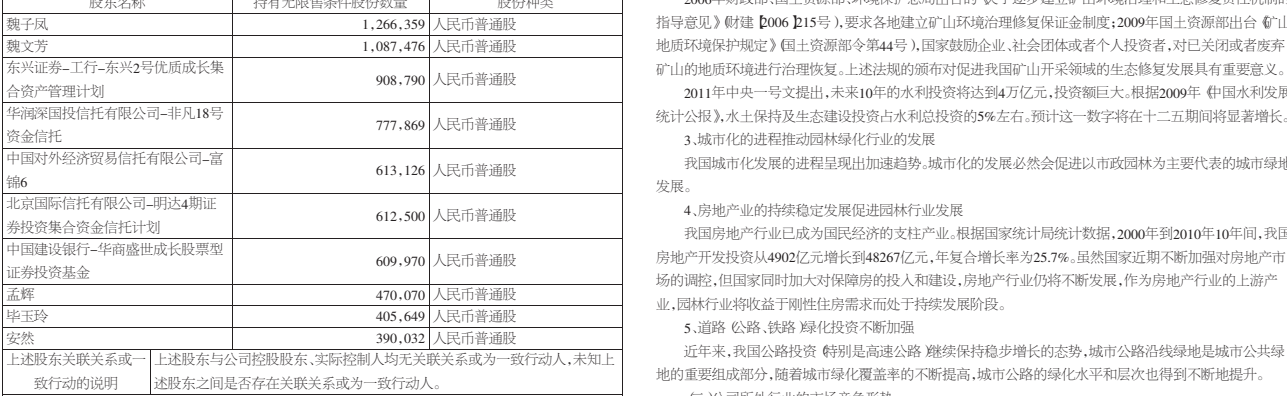 股东名称 持有无限售条件股份数量 股份种类
魏子凤 1,266,359 人民币普通股
魏文芳 1,087,476 人民币普通股
东兴证券-工行-东兴2号优质成长集
合资产管理计划 908,790 人民币普通股
华润深国投信托有限公司-非凡18号
资金信托 777,869 人民币普通股
中国对外经济贸易信托有限公司-富
锦6 613,126 人民币普通股
北京国际信托有限公司-明达4期证
券投资集合资金信托计划 612,500 人民币普通股
中国建设银行-华商盛世成长股票型
证券投资基金 609,970 人民币普通股
孟辉 470,070 人民币普通股
毕玉玲 405,649 人民币普通股
安然 390,032 人民币普通股
上述股东关联关系或一
致行动的说明
上述股东与公司控股股东、实际控制人均无关联关系或为一致行动人,未知上
述股东之间是否存在关联关系或为一致行动人。
指导意见》(财建【2006】215号),要求各地建立矿山环境治理修复保证金制度;2009年国土资源部出台《矿山
地质环境保护规定》(国土资源部令第44号),国家鼓励企业、社会团体或者个人投资者,对已关闭或者废弃
矿山的地质环境进行治理恢复。上述法规的颁布对促进我国矿山开采领域的生态修复发展具有重要意义。
2011年中央一号文提出,未来10年的水利投资将达到4万亿元,投资额巨大。根据2009年《中国水利发展
统计公报》,水土保持及生态建设投资占水利总投资的5%左右。预计这一数字将在十二五期间将显著增长。
3、城市化的进程推动园林绿化行业的发展
我国城市化发展的进程呈现出加速趋势。城市化的发展必然会促进以市政园林为主要代表的城市绿地
发展。
4、房地产业的持续稳定发展促进园林行业发展
我国房地产行业已成为国民经济的支柱产业。根据国家统计局统计数据,2000年到2010年10年间,我国
房地产开发投资从4902亿元增长到48267亿元,年复合增长率为25.7%。虽然国家近期不断加强对房地产市
场的调控,但国家同时加大对保障房的投入和建设,房地产行业仍将不断发展,作为房地产行业的上游产
业,园林行业将收益于刚性住房需求而处于持续发展阶段。
5、道路(公路、铁路)绿化投资不断加强
近年来,我国公路投资(特别是高速公路)继续保持稳步增长的态势,城市公路沿线绿地是城市公共绿
地的重要组成部分,随着城市绿化覆盖率的不断提高,城市公路的绿化水平和层次也得到不断地提升。